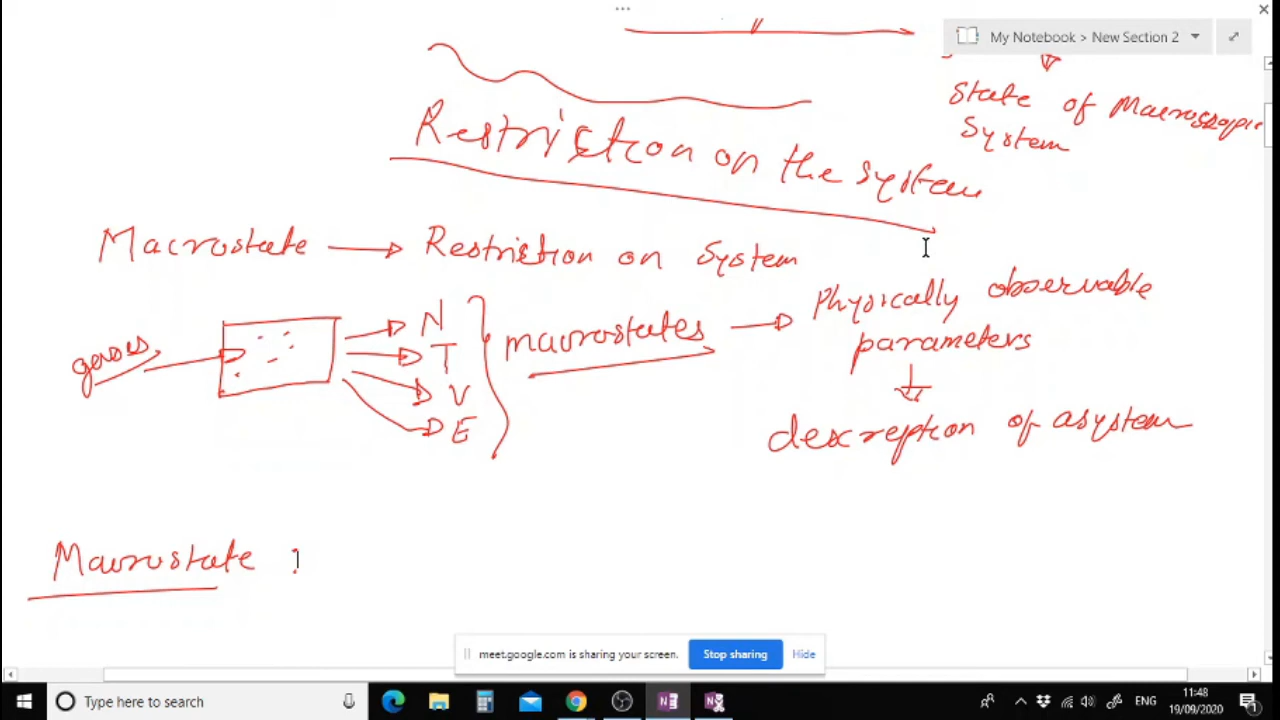 My Notebook > New Section 2
State of Macroscopic
System
Restriction on the system
Macrostate → Restriction on System
gases
N
T
V
E
macrostates → Physically observable
parameters
descreption of a system
Macrostate :
meet.google.com is sharing your screen. Stop sharing Hide
Type here to search
ENG
11:48
19/09/2020
1